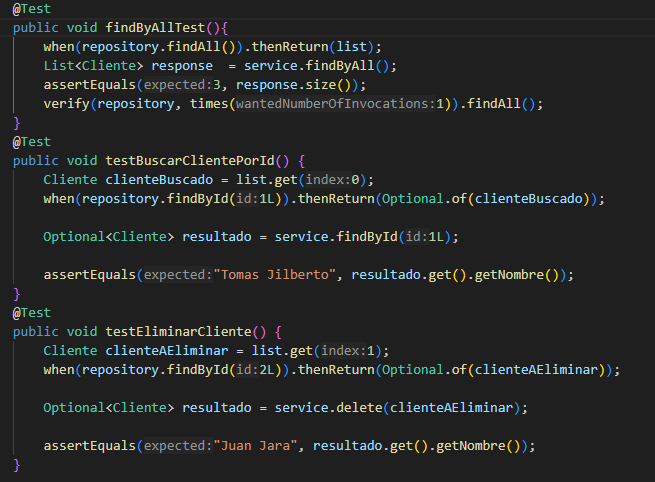 @Test
public void findByAllTest(){
when(repository.findAll()).thenReturn(list);
List<Cliente> response  = service.findByAll();
assertEquals(expected:3, response.size());
verify(repository, times(wantedNumberOfInvocations:1)).findAll();
}
@Test
public void testBuscarClientePorId() {
Cliente clienteBuscado = list.get(index:0);
when(repository.findById(id:1L)).thenReturn(Optional.of(clienteBuscado));
Optional<Cliente> resultado = service.findById(id:1L);
assertEquals(expected:"Tomas Jilberto", resultado.get().getNombre());
}
@Test
public void testEliminarCliente() {
Cliente clienteAEliminar = list.get(index:1);
when(repository.findById(id:2L)).thenReturn(Optional.of(clienteAEliminar));
Optional<Cliente> resultado = service.delete(clienteAEliminar);
assertEquals(expected:"Juan Jara", resultado.get().getNombre());
}